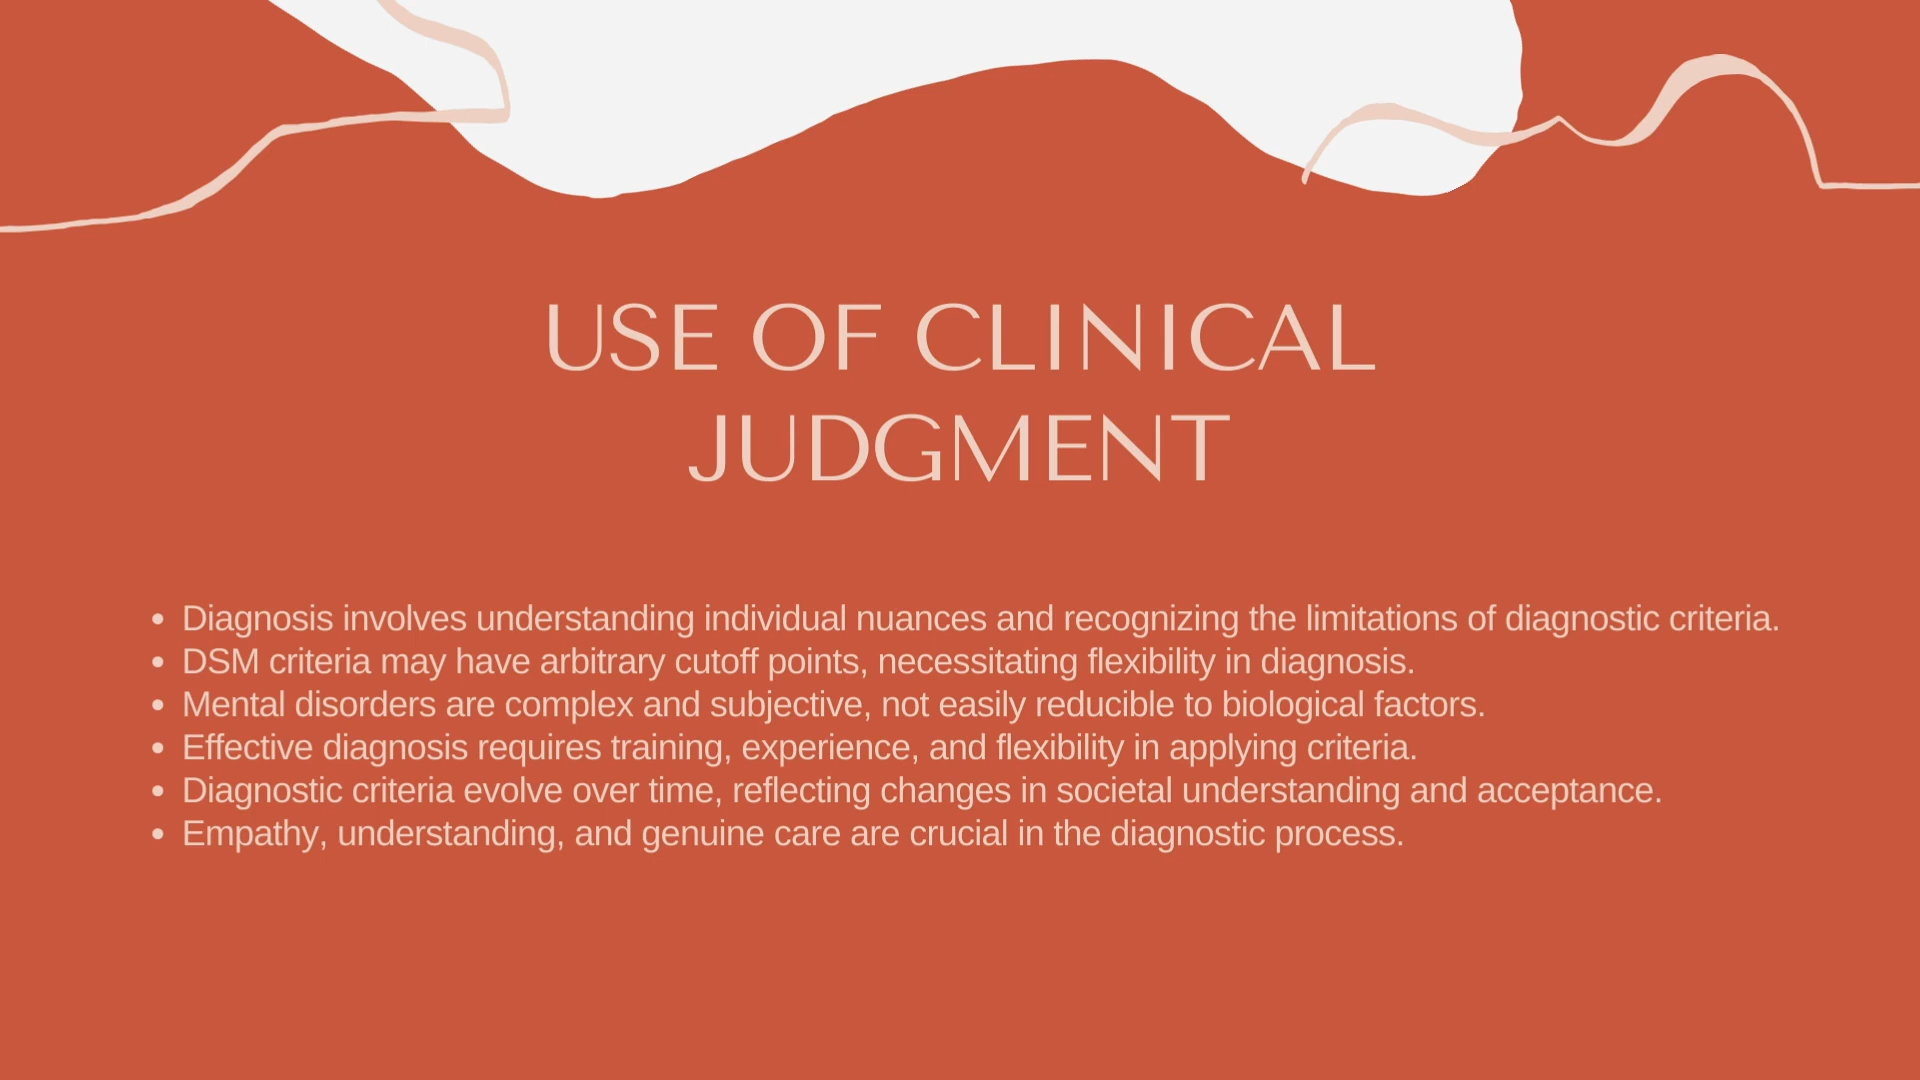 USE OF CLINICAL
JUDGMENT
• Diagnosis involves understanding individual nuances and recognizing the limitations of diagnostic criteria.
• DSM criteria may have arbitrary cutoff points, necessitating flexibility in diagnosis.
• Mental disorders are complex and subjective, not easily reducible to biological factors.
• Effective diagnosis requires training, experience, and flexibility in applying criteria.
• Diagnostic criteria evolve over time, reflecting changes in societal understanding and acceptance.
• Empathy, understanding, and genuine care are crucial in the diagnostic process.